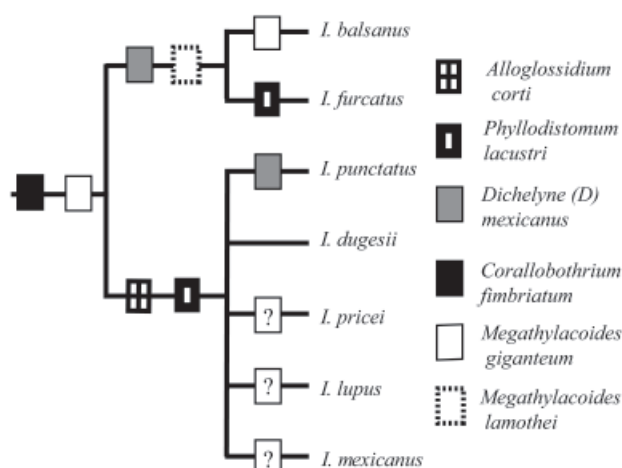 I. balsanus
I. furcatus
I. punctatus
I. dugesii
?
I. pricei
?
I. lupus
?
I. mexicanus
Alloglossidium
corti
Phyllodistomum
lacustri
Dichelyne (D)
mexicanus
Corallobothrium
fimbriatum
Megathylacoides
giganteum
Megathylacoides
lamothei